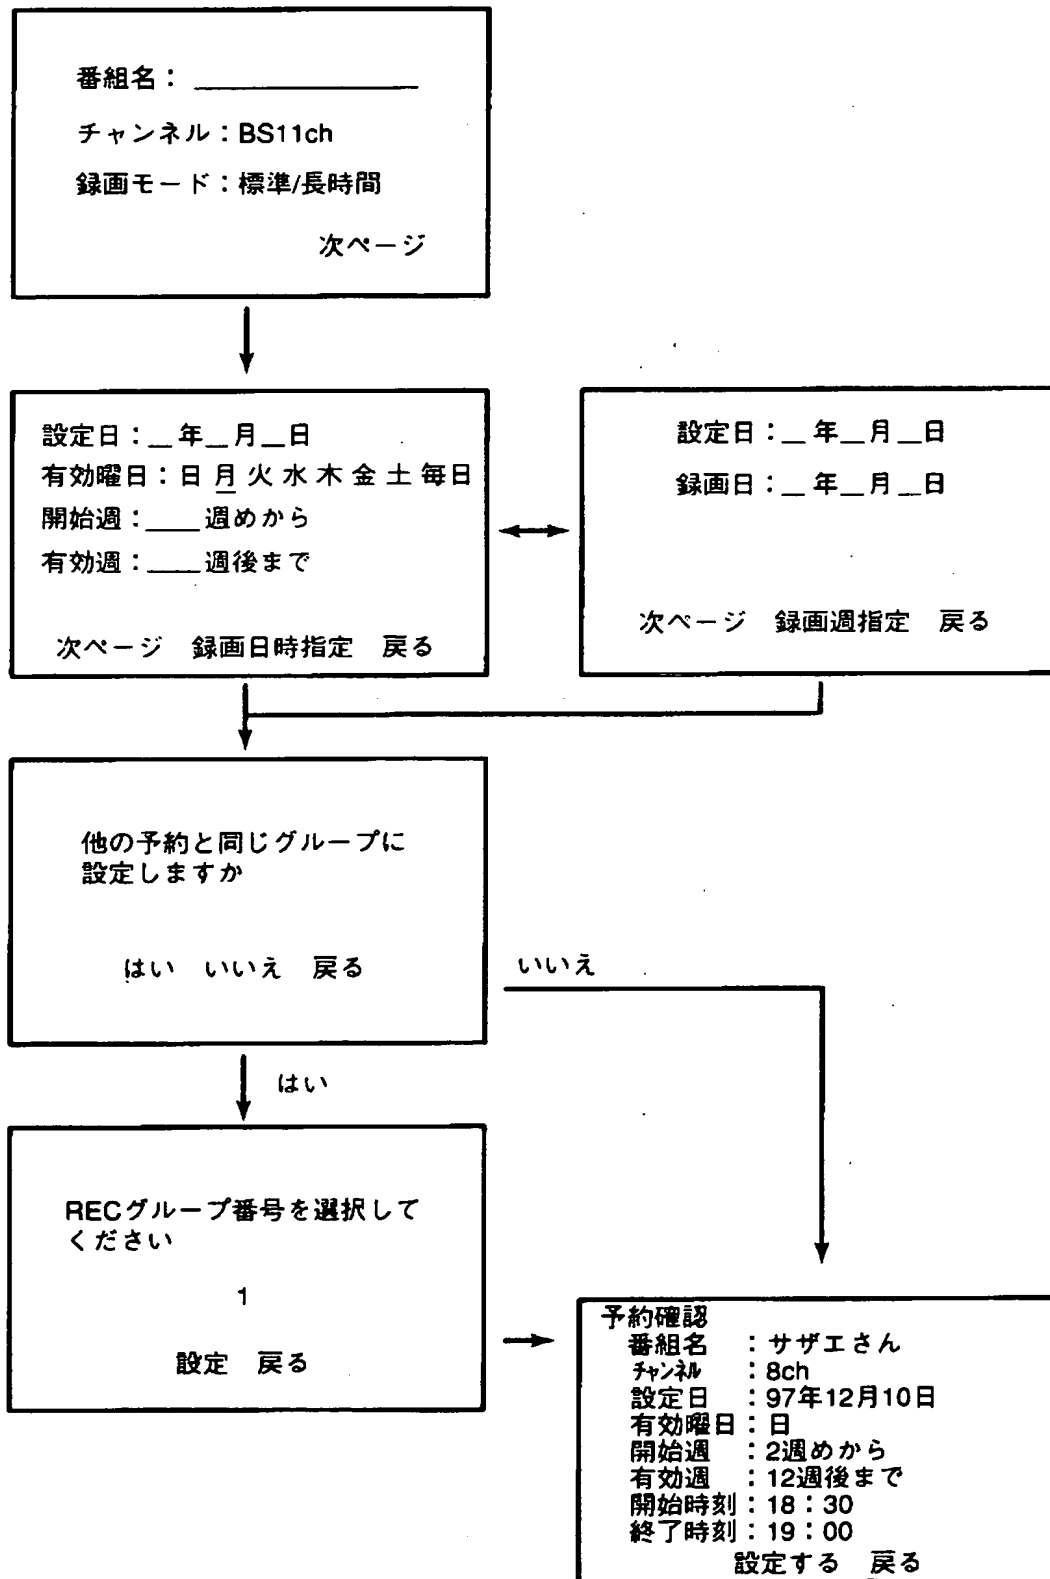 番組名：
チャンネル：BS11ch
録画モード：標準/長時間
次ページ
設定日：＿年＿月＿日
有効曜日：日 月 火 水 木 金 土 毎日
開始週：＿＿週めから
有効週：＿＿週後まで
次ページ 録画日時指定 戻る
設定日：＿年＿月＿日
録画日：＿年＿月＿日
次ページ 録画週指定 戻る
他の予約と同じグループに
設定しますか
はい いいえ 戻る
いいえ
はい
RECグループ番号を選択して
ください
1
設定 戻る
予約確認
番組名 ：サザエさん
チャンネル ：8ch
設定日 ：97年12月10日
有効曜日：日
開始週 ：2週めから
有効週 ：12週後まで
開始時刻：18：30
終了時刻：19：00
設定する 戻る